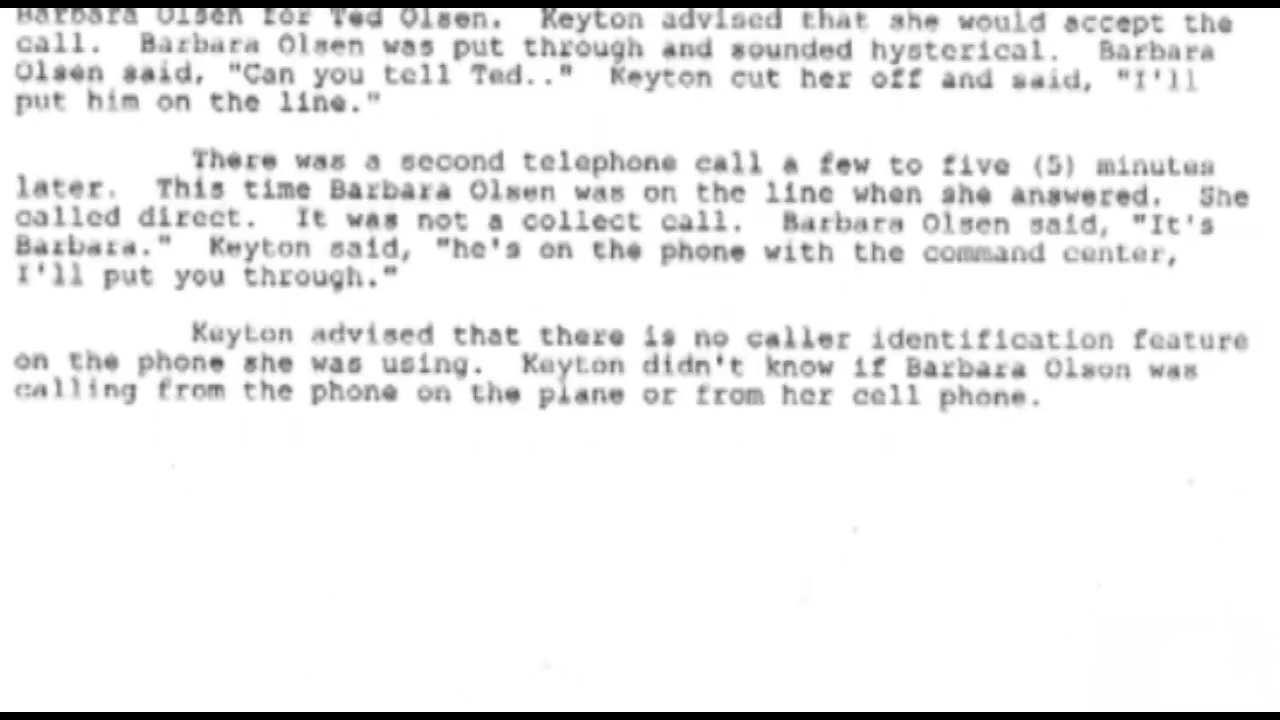 Barbara Olsen for Ted Olsen. Keyton advised that she would accept the
call. Barbara Olsen was put through and sounded hysterical. Barbara
Olsen said, "Can you tell Ted.." Keyton cut her off and said, "I'll
put him on the line."
There was a second telephone call a few to five (5) minutes
later. This time Barbara Olsen was on the line when she answered. She
called direct. It was not a collect call. Barbara Olsen said, "It's
Barbara." Keyton said, "he's on the phone with the command center,
I'll put you through."
Keyton advised that there is no caller identification feature
on the phone she was using. Keyton didn't know if Barbara Olson was
calling from the phone on the plane or from her cell phone.